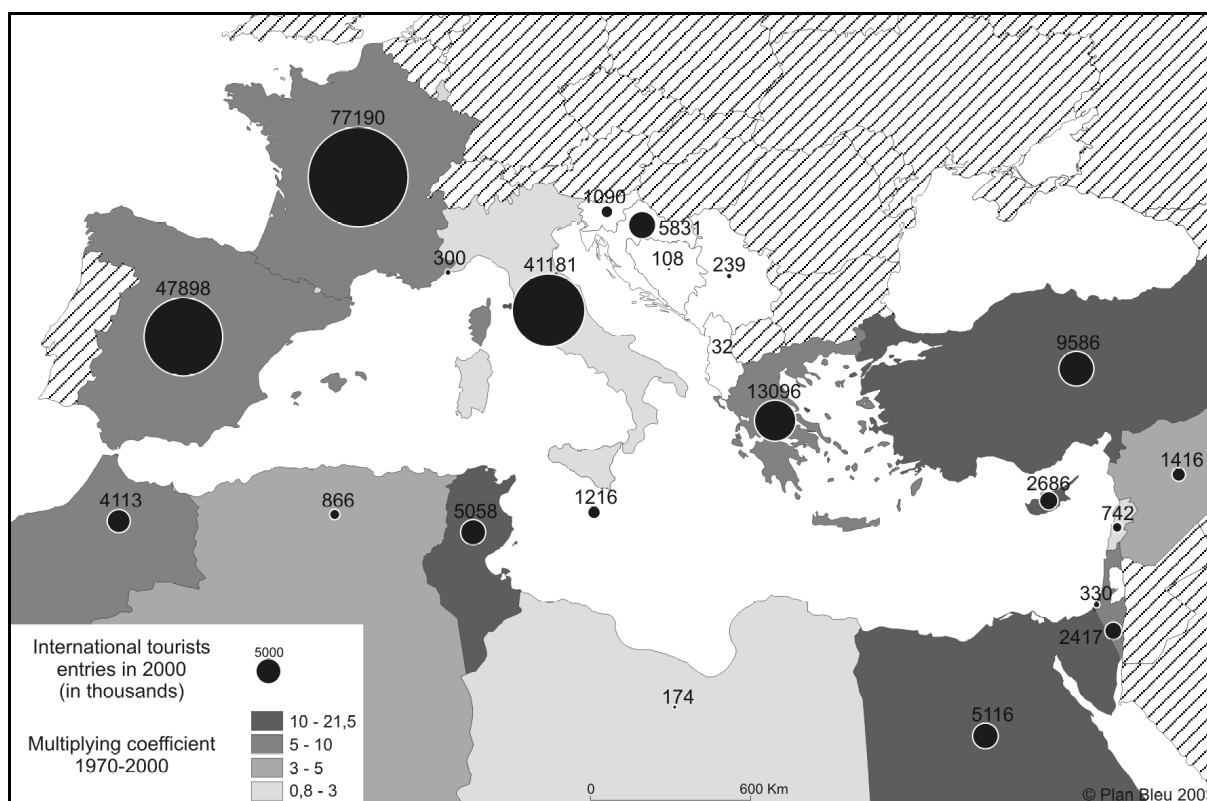 77190
1090
5831
300
41181
108
239
47898
32
9586
13096
1416
4113
866
5058
1216
2686
742
330
2417
174
5116
International tourists
entries in 2000
(in thousands)
5000
Multiplying coefficient
1970-2000
10 - 21,5
5 - 10
3 - 5
0,8 - 3
0
600 Km
© Plan Bleu